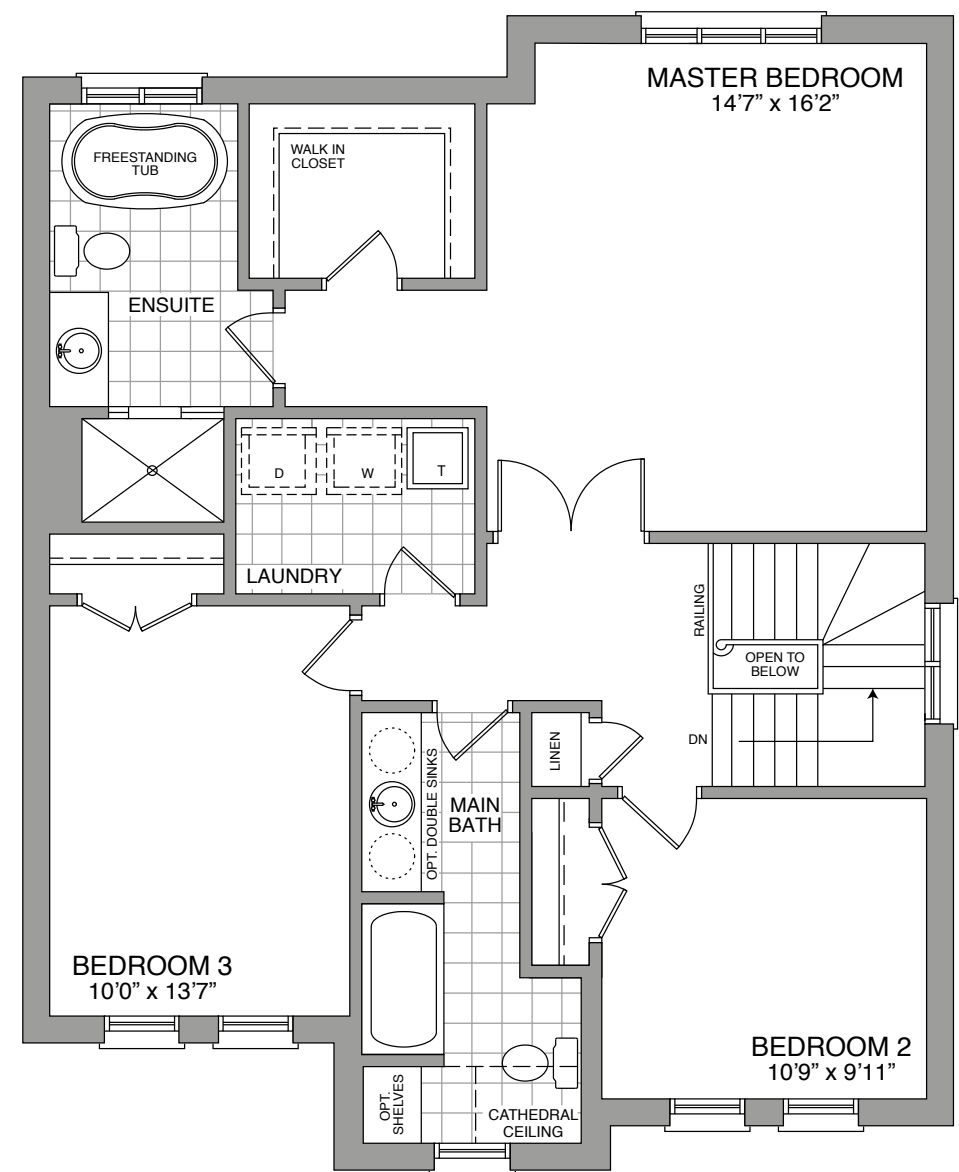 MASTER BEDROOM
14’7” x 16’2”
WALK IN
CLOSET
FREESTANDING
TUB
ENSUITE
D
W
T
LAUNDRY
RAILING
OPEN TO
BELOW
DN
LINEN
OPT. DOUBLE SINKS
MAIN
BATH
BEDROOM 3
10’0” x 13’7”
BEDROOM 2
10’9” x 9’11”
OPT.
SHELVES
CATHEDRAL
CEILING